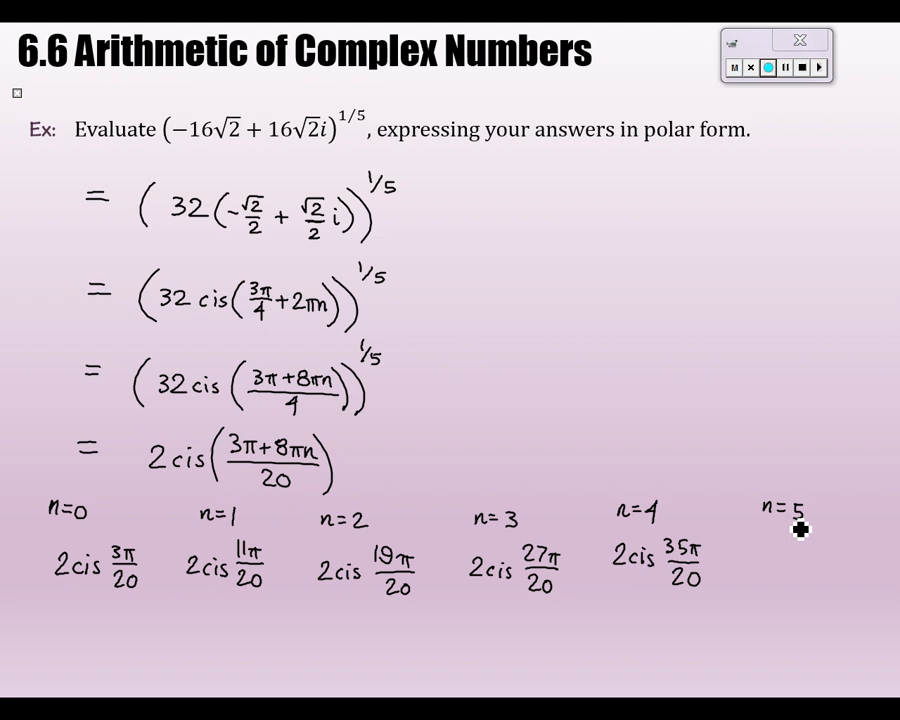 6.6 Arithmetic of Complex Numbers
M
Ex: Evaluate (−16√2 + 16√2i)^1/5, expressing your answers in polar form.
= (32(-√2/2 + √2/2 i))^1/5
= (32 cis(3π/4 + 2πn))^1/5
= (32 cis(3π+8πn/4))^1/5
= 2 cis(3π+8πn/20)
n=0 n=1 n=2 n=3 n=4 n=5
2cis 3π/20 2cis 11π/20 2cis 19π/20 2cis 27π/20 2cis 35π/20